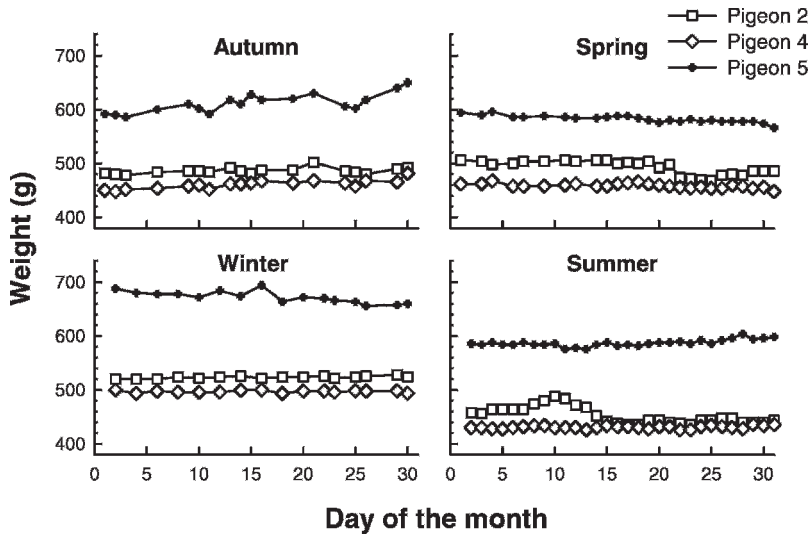 Pigeon 2
Pigeon 4
Pigeon 5
Autumn
Spring
700
600
500
400
Winter
Summer
700
600
500
400
0 5 10 15 20 25 30
0 5 10 15 20 25 30
Weight (g)
Day of the month